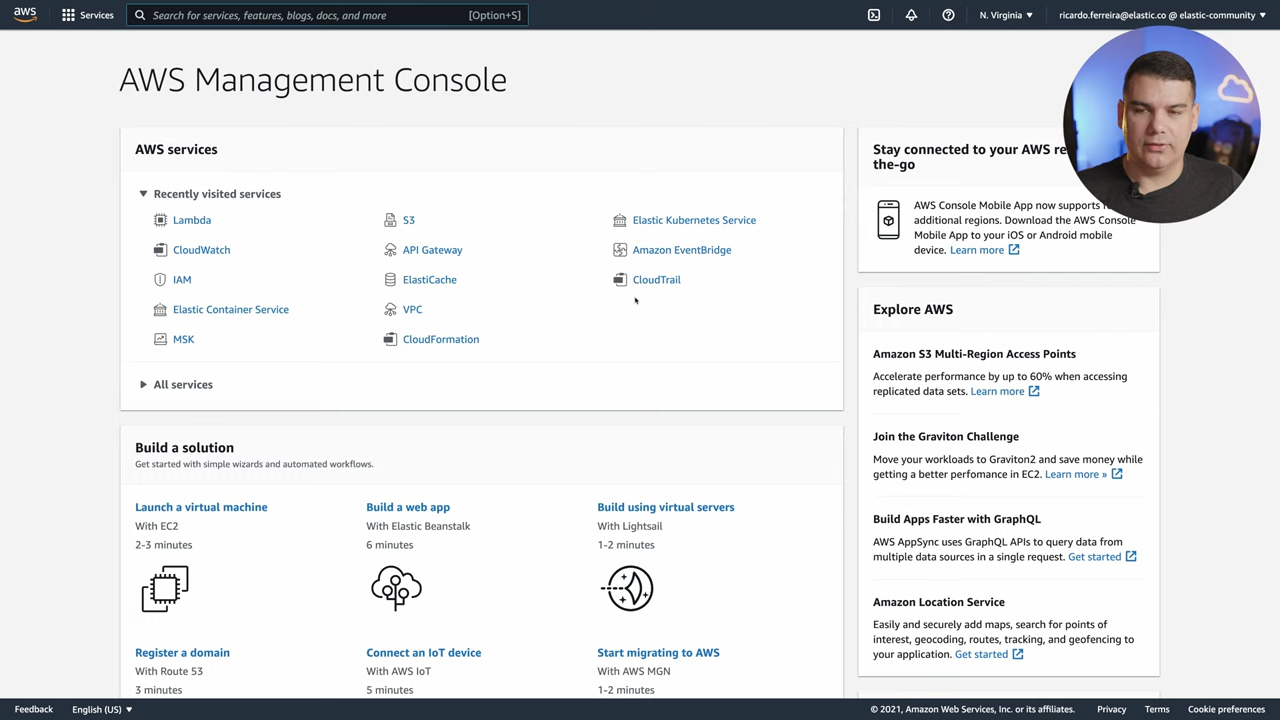 aws
Services
Search for services, features, blogs, docs, and more
[Option+S]
N. Virginia
ricardo.ferreira@elastic.co @ elastic-community
AWS Management Console
AWS services
Recently visited services
Lambda
S3
Elastic Kubernetes Service
CloudWatch
API Gateway
Amazon EventBridge
IAM
ElastiCache
CloudTrail
Elastic Container Service
VPC
MSK
CloudFormation
All services
Build a solution
Get started with simple wizards and automated workflows.
Launch a virtual machine
With EC2
2-3 minutes
Build a web app
With Elastic Beanstalk
6 minutes
Build using virtual servers
With Lightsail
1-2 minutes
Register a domain
With Route 53
3 minutes
Connect an IoT device
With AWS IoT
5 minutes
Start migrating to AWS
With AWS MGN
1-2 minutes
Stay connected to your AWS
the-go
AWS Console Mobile App now supports
additional regions. Download the AWS Console
Mobile App to your iOS or Android mobile
device. Learn more
Explore AWS
Amazon S3 Multi-Region Access Points
Accelerate performance by up to 60% when accessing
replicated data sets. Learn more
Join the Graviton Challenge
Move your workloads to Graviton2 and save money while
getting a better perfomance in EC2. Learn more »
Build Apps Faster with GraphQL
AWS AppSync uses GraphQL APIs to query data from
multiple data sources in a single request. Get started
Amazon Location Service
Easily and securely add maps, search for points of
interest, geocoding, routes, tracking, and geofencing to
your application. Get started
Feedback
English (US)
© 2021, Amazon Web Services, Inc. or its affiliates.
Privacy
Terms
Cookie preferences